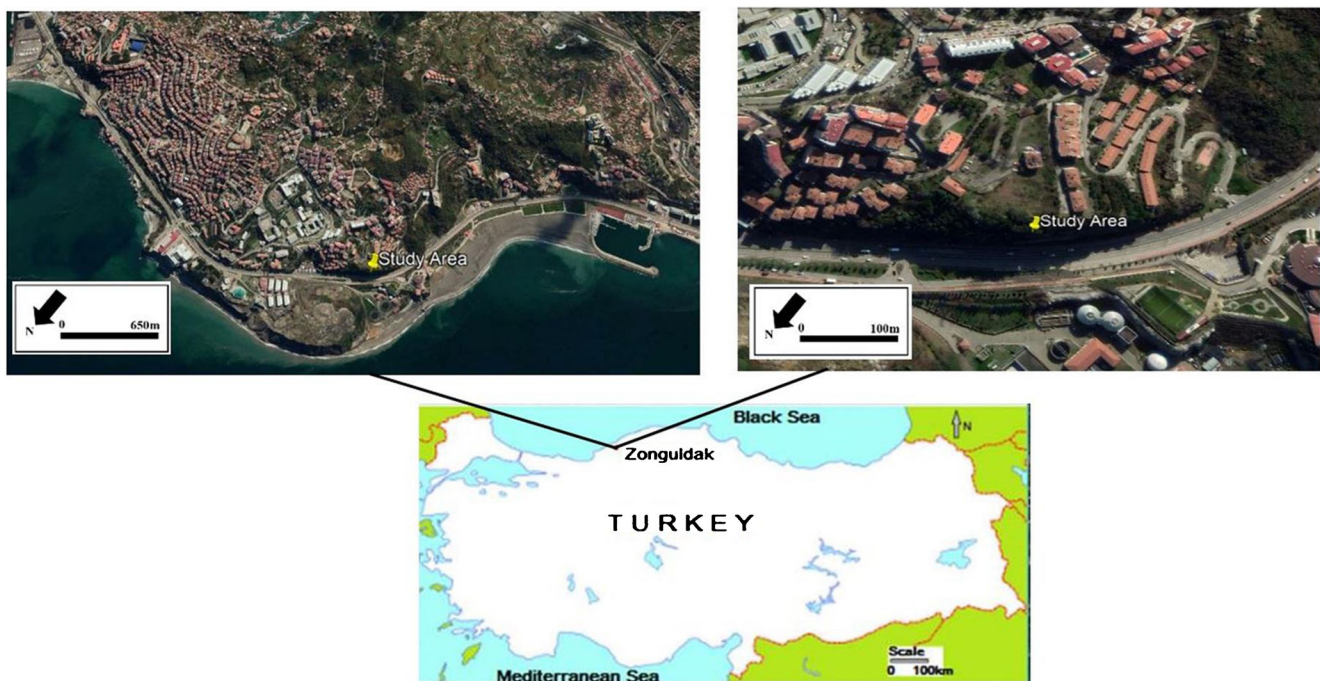 Study Area
N
0 650m
Study Area
N
0 100m
Black Sea
N
Zonguldak
TURKEY
Mediterranean Sea
Scale
0 100km